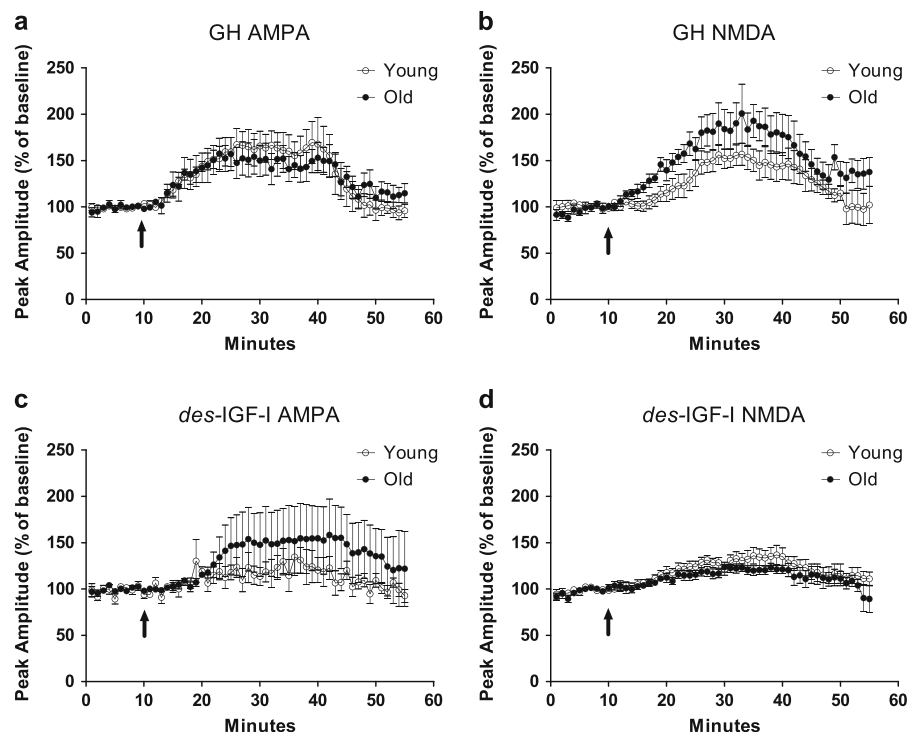 a
GH AMPA
Peak Amplitude (% of baseline)
250
200
150
100
50
0
Young
Old
0 10 20 30 40 50 60
Minutes
b
GH NMDA
Peak Amplitude (% of baseline)
250
200
150
100
50
0
Young
Old
0 10 20 30 40 50 60
Minutes
c
des-IGF-I AMPA
Peak Amplitude (% of baseline)
250
200
150
100
50
0
Young
Old
0 10 20 30 40 50 60
Minutes
d
des-IGF-I NMDA
Peak Amplitude (% of baseline)
250
200
150
100
50
0
Young
Old
0 10 20 30 40 50 60
Minutes